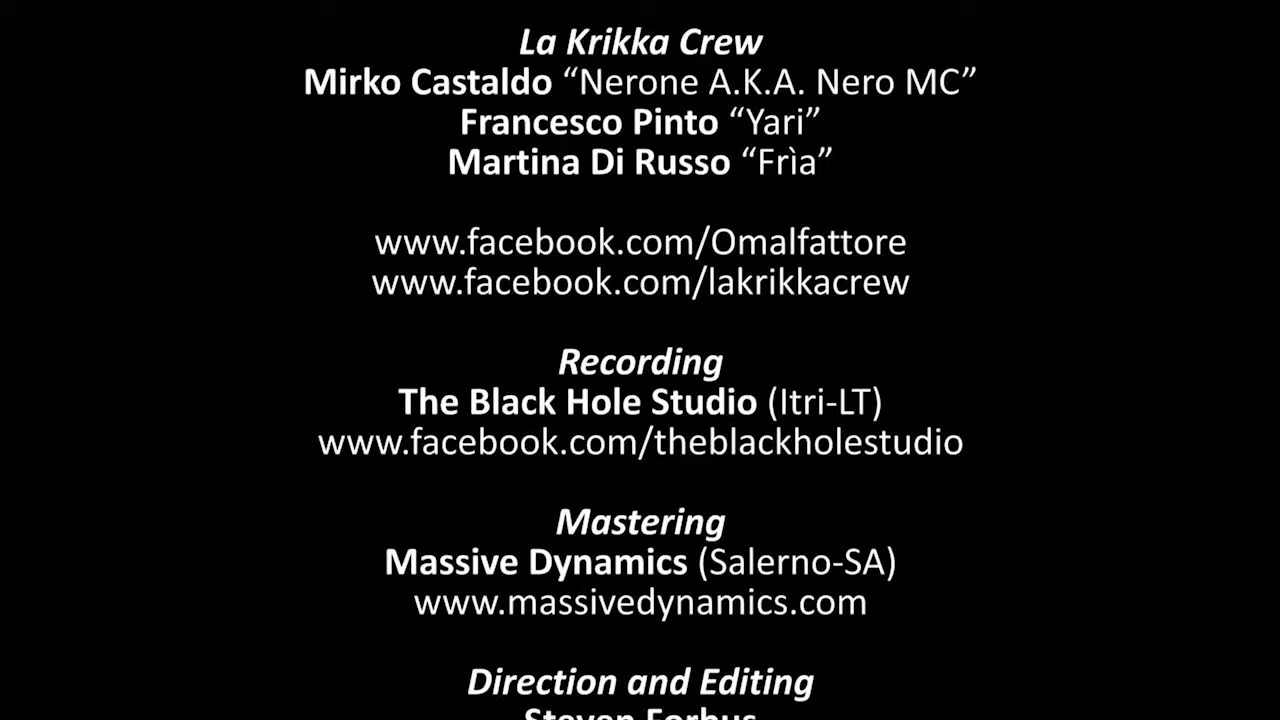 La Krikka Crew
Mirko Castaldo “Nerone A.K.A. Nero MC”
Francesco Pinto “Yari”
Martina Di Russo “Frìa”
www.facebook.com/Omalfattore
www.facebook.com/lakrikkacrew
Recording
The Black Hole Studio (Itri-LT)
www.facebook.com/theblackholestudio
Mastering
Massive Dynamics (Salerno-SA)
www.massivedynamics.com
Direction and Editing
Steven Forbus